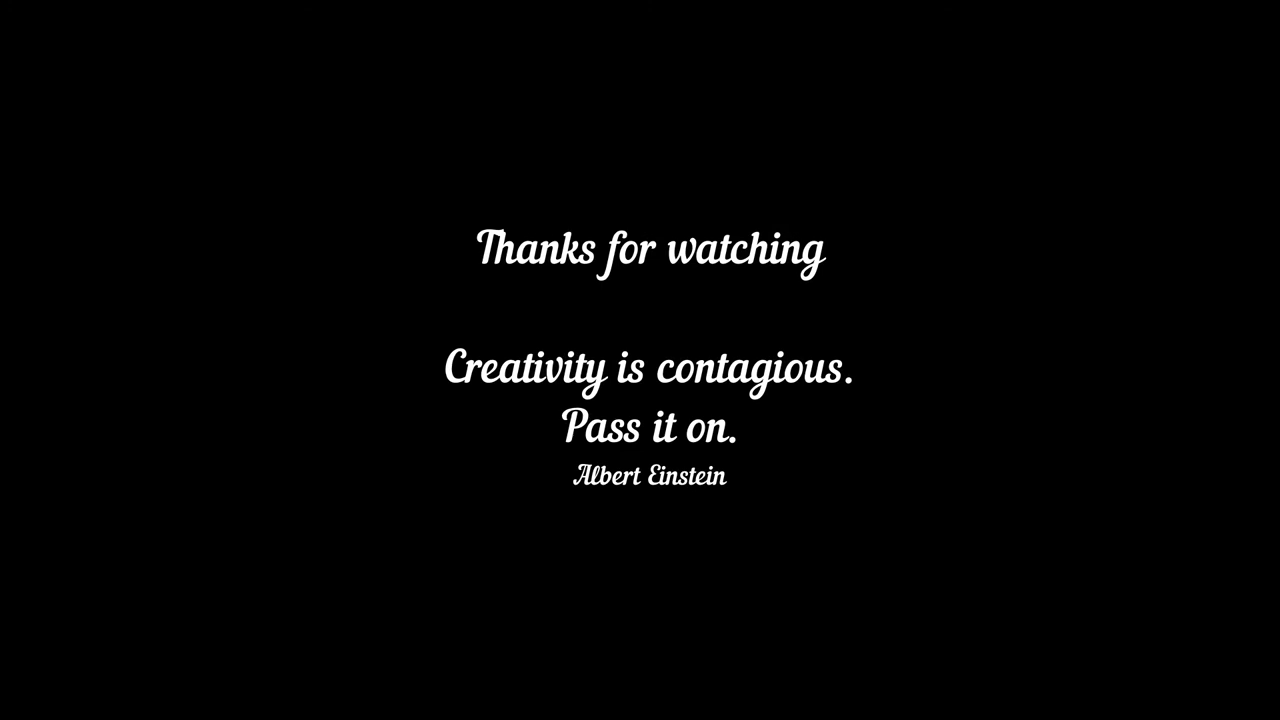 Thanks for watching
Creativity is contagious.
Pass it on.
Albert Einstein